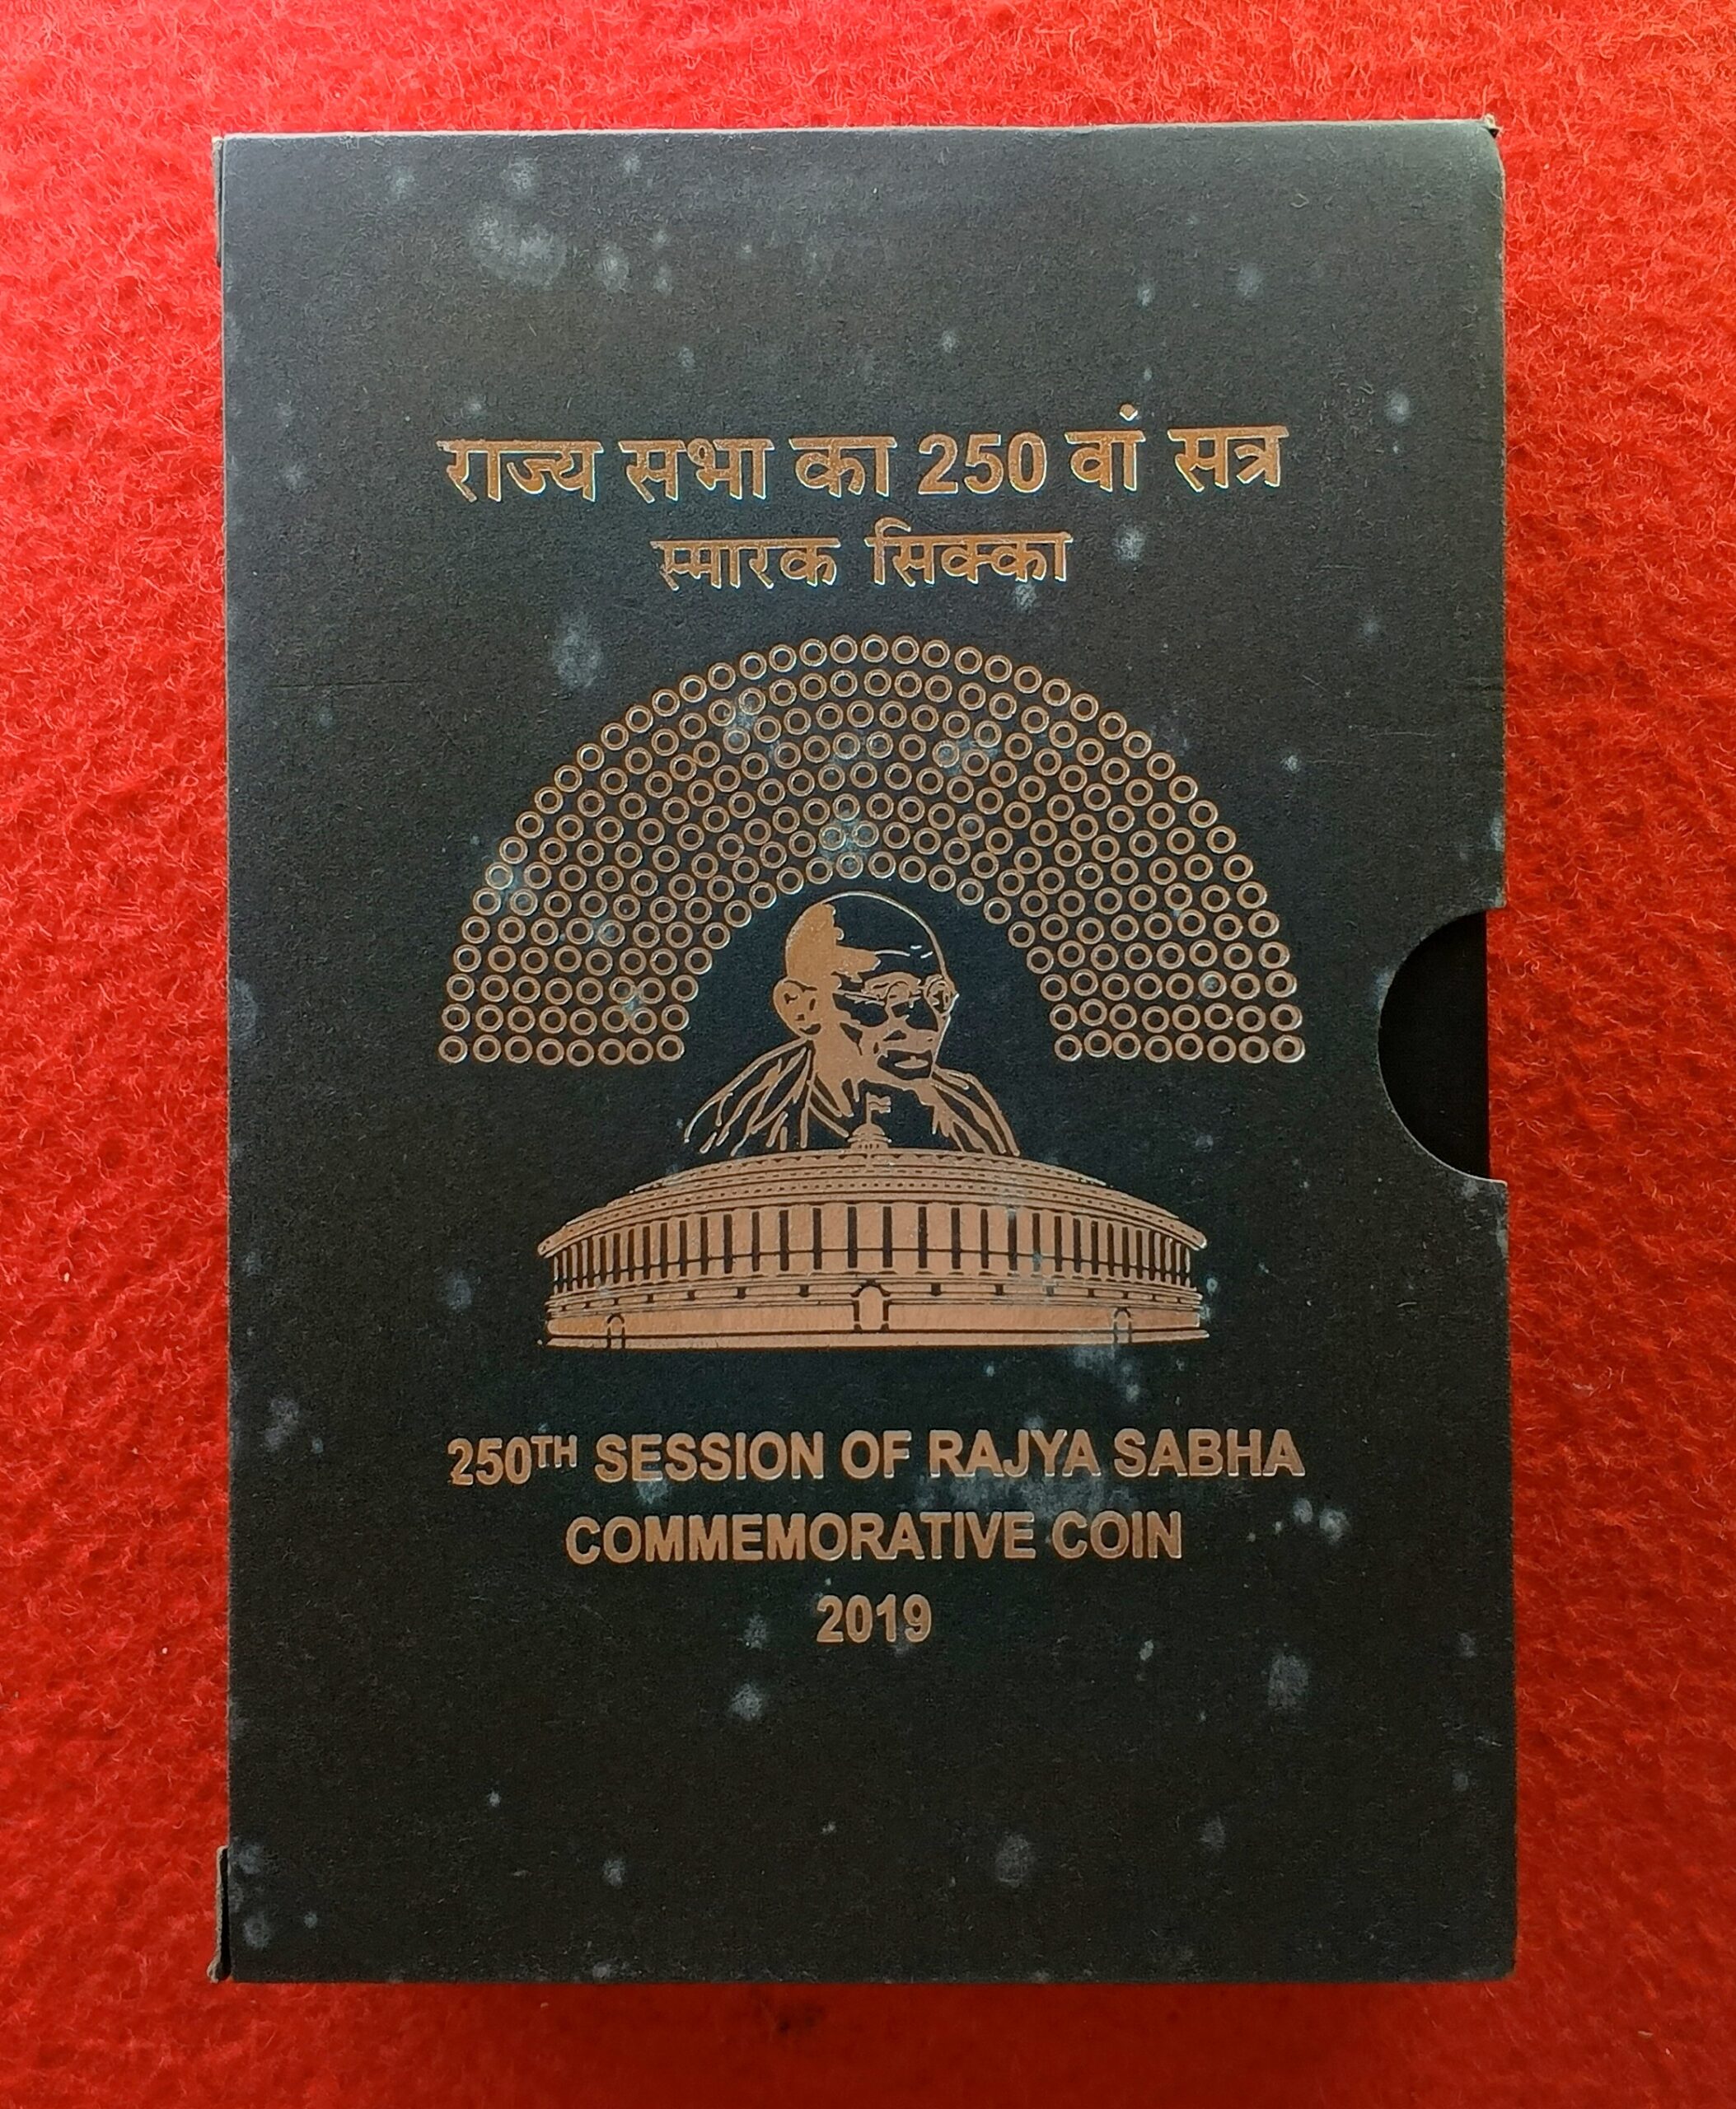 राज्य सभा का 250 वां सत्र
स्मारक सिक्का
250TH SESSION OF RAJYA SABHA
COMMEMORATIVE COIN
2019